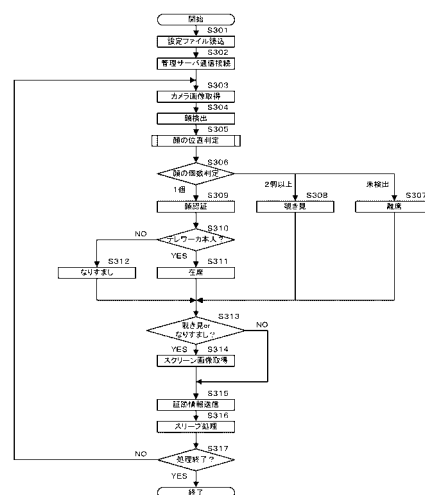 開始
S301
設定ファイル読込
S302
管理サーバ通信接続
S303
カメラ画像取得
S304
顔検出
S305
顔の位置判定
S306
顔の個数判定
1個
2個以上
未検出
S309
顔認証
S308
覗き見
S307
離席
S310
テレワーカ本人?
NO
YES
S312
なりすまし
S311
在席
S313
覗き見or
なりすまし?
NO
YES
S314
スクリーン画像取得
S315
証跡情報送信
S316
スリープ処理
S317
処理終了?
NO
YES
終了